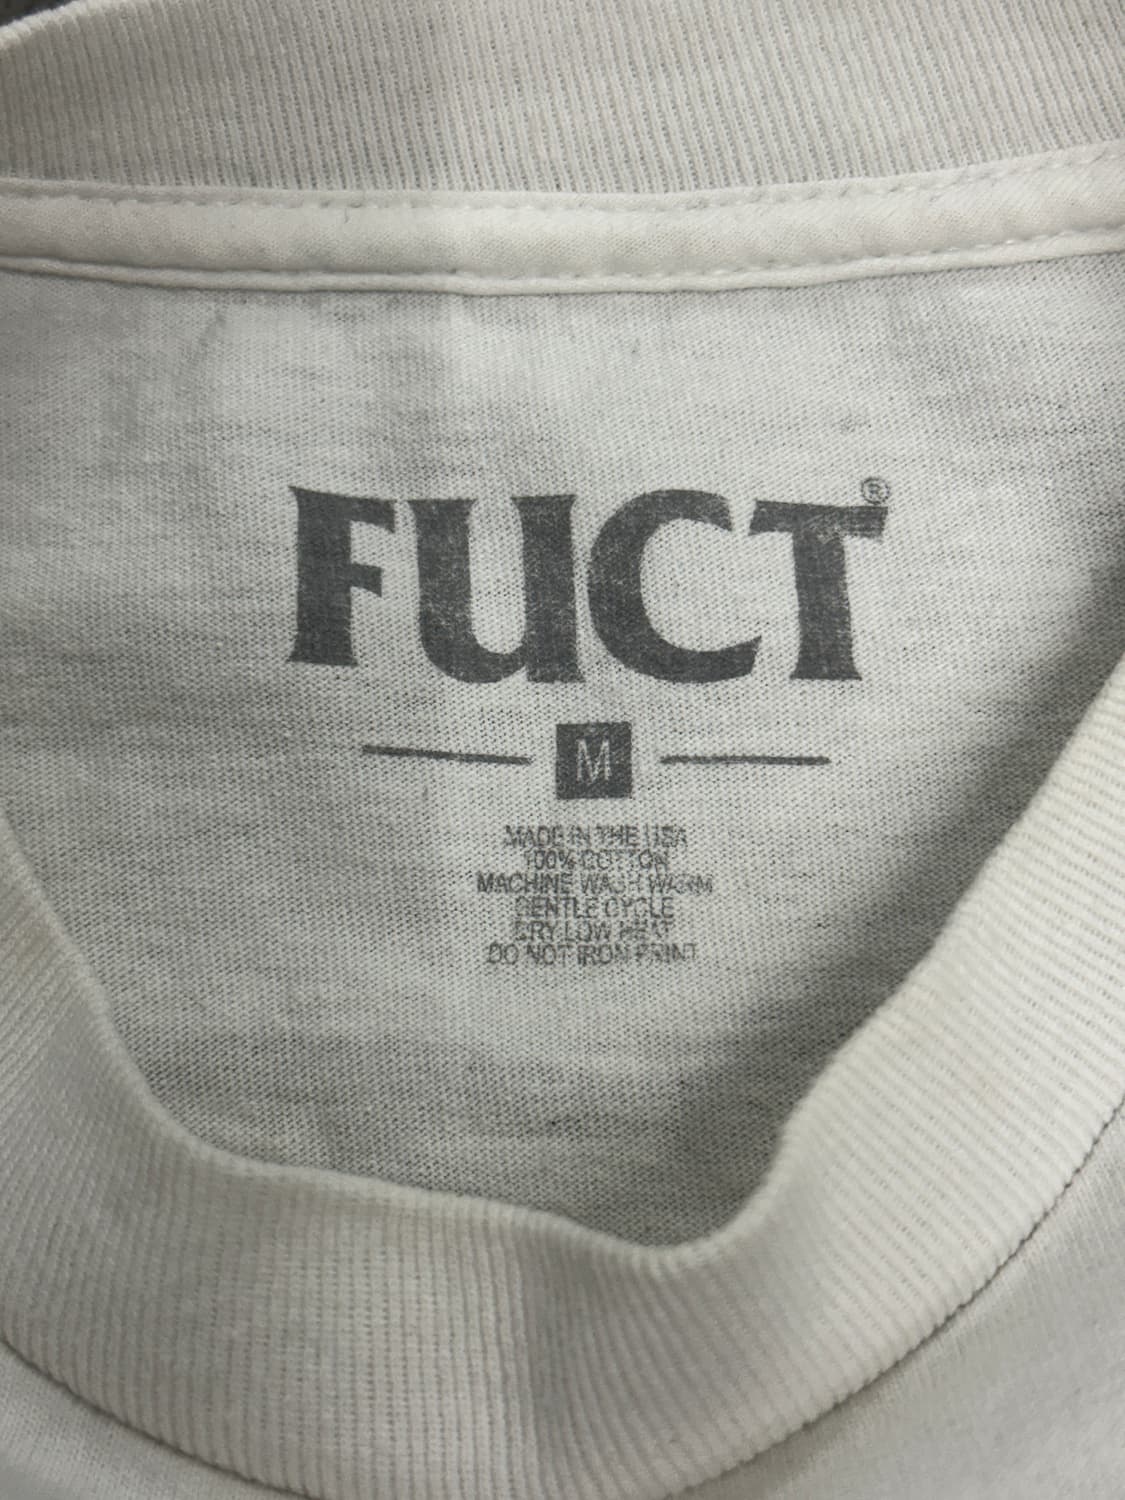 FUCT®
M
MADE IN THE USA
100% COTTON
MACHINE WASH WARM
GENTLE CYCLE
DRY LOW HEAT
DO NOT IRON PRINT